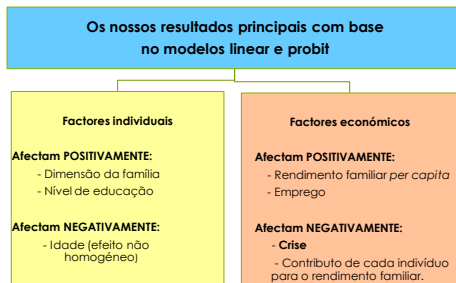 Os nossos resultados principais com base
no modelos linear e probit
Factores individuais
Afectam POSITIVAMENTE:
- Dimensão da família
- Nível de educação
Afectam NEGATIVAMENTE:
- Idade (efeito não
homogéneo)
Factores económicos
Afectam POSITIVAMENTE:
- Rendimento familiar per capita
- Emprego
Afectam NEGATIVAMENTE:
- Crise
- Contributo de cada indivíduo
para o rendimento familiar.